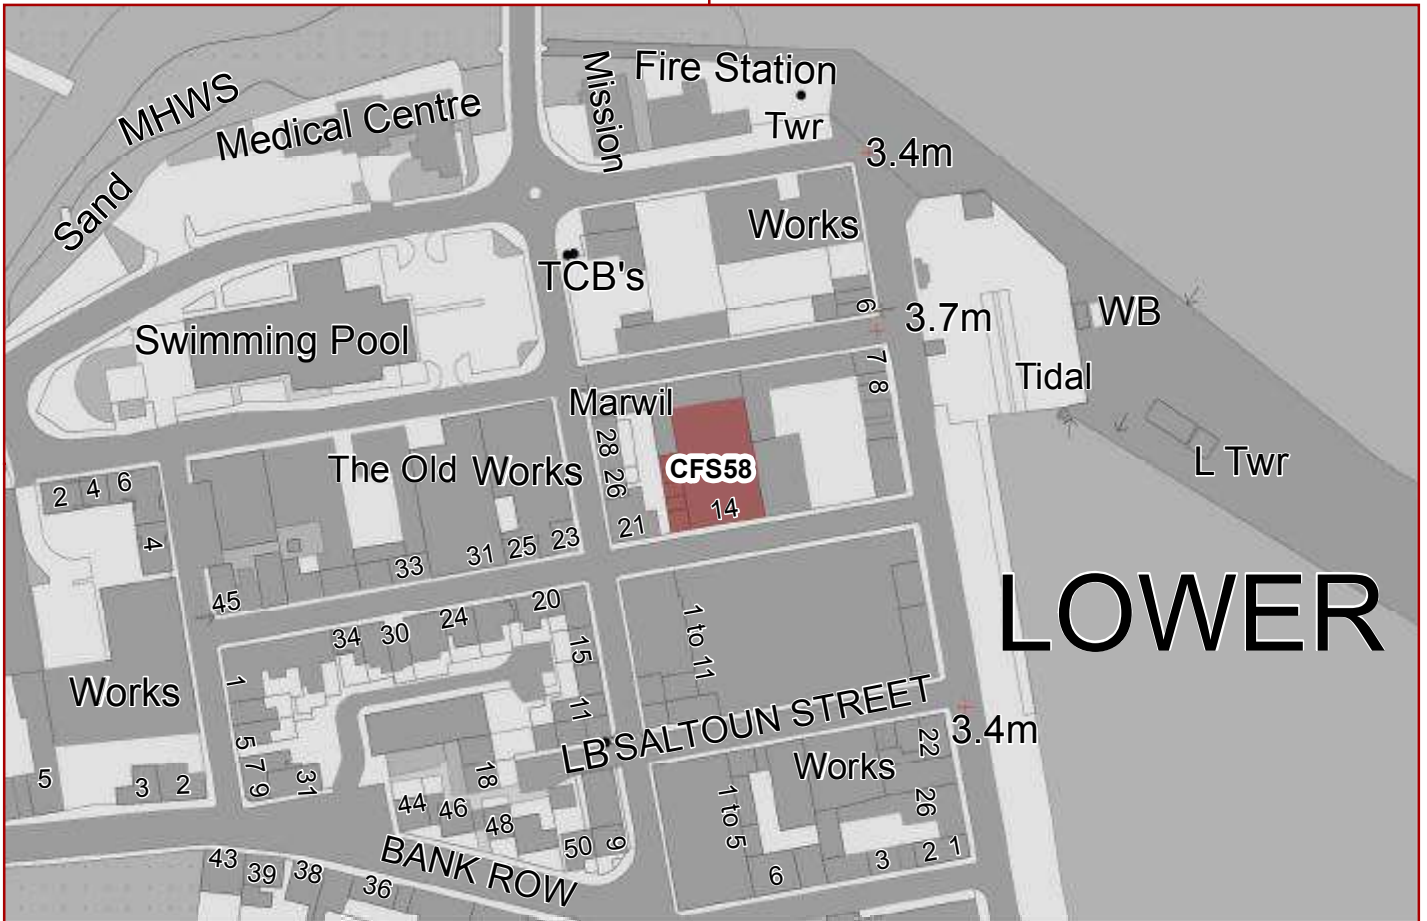 Fire Station
Mission
MHWS
Medical Centre
Twr
3.4m
Sand
Works
TCB's
6
3.7m
WB
Swimming Pool
7
8
Tidal
Marwil
28
26
21
CFS58
14
L Twr
The Old
Works
2
4
6
4
33
31
25
23
45
LOWER
34
30
24
20
15
11
1 to 11
1
5
7
9
31
Works
5
3
2
LB
SALTOUN STREET
3.4m
22
Works
26
18
44
46
48
50
9
1 to 5
6
3
2
1
BANK ROW
43
39
38
36